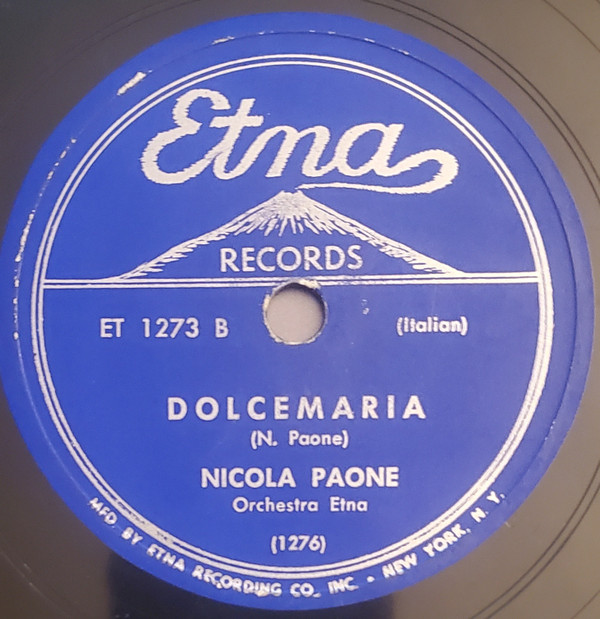 Etna
RECORDS
ET 1273 B
(Italian)
DOLCEMARIA
(N. Paone)
NICOLA PAONE
Orchestra Etna
(1276)
MFD. BY ETNA RECORDING CO., INC. • NEW YORK, N. Y.